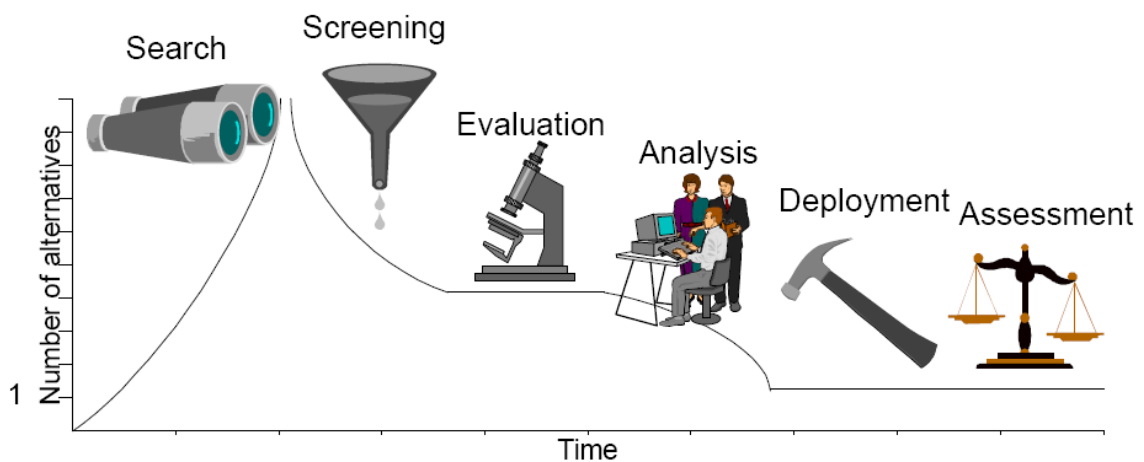 Search
Screening
Evaluation
Analysis
Deployment
Assessment
Number of alternatives
1
Time